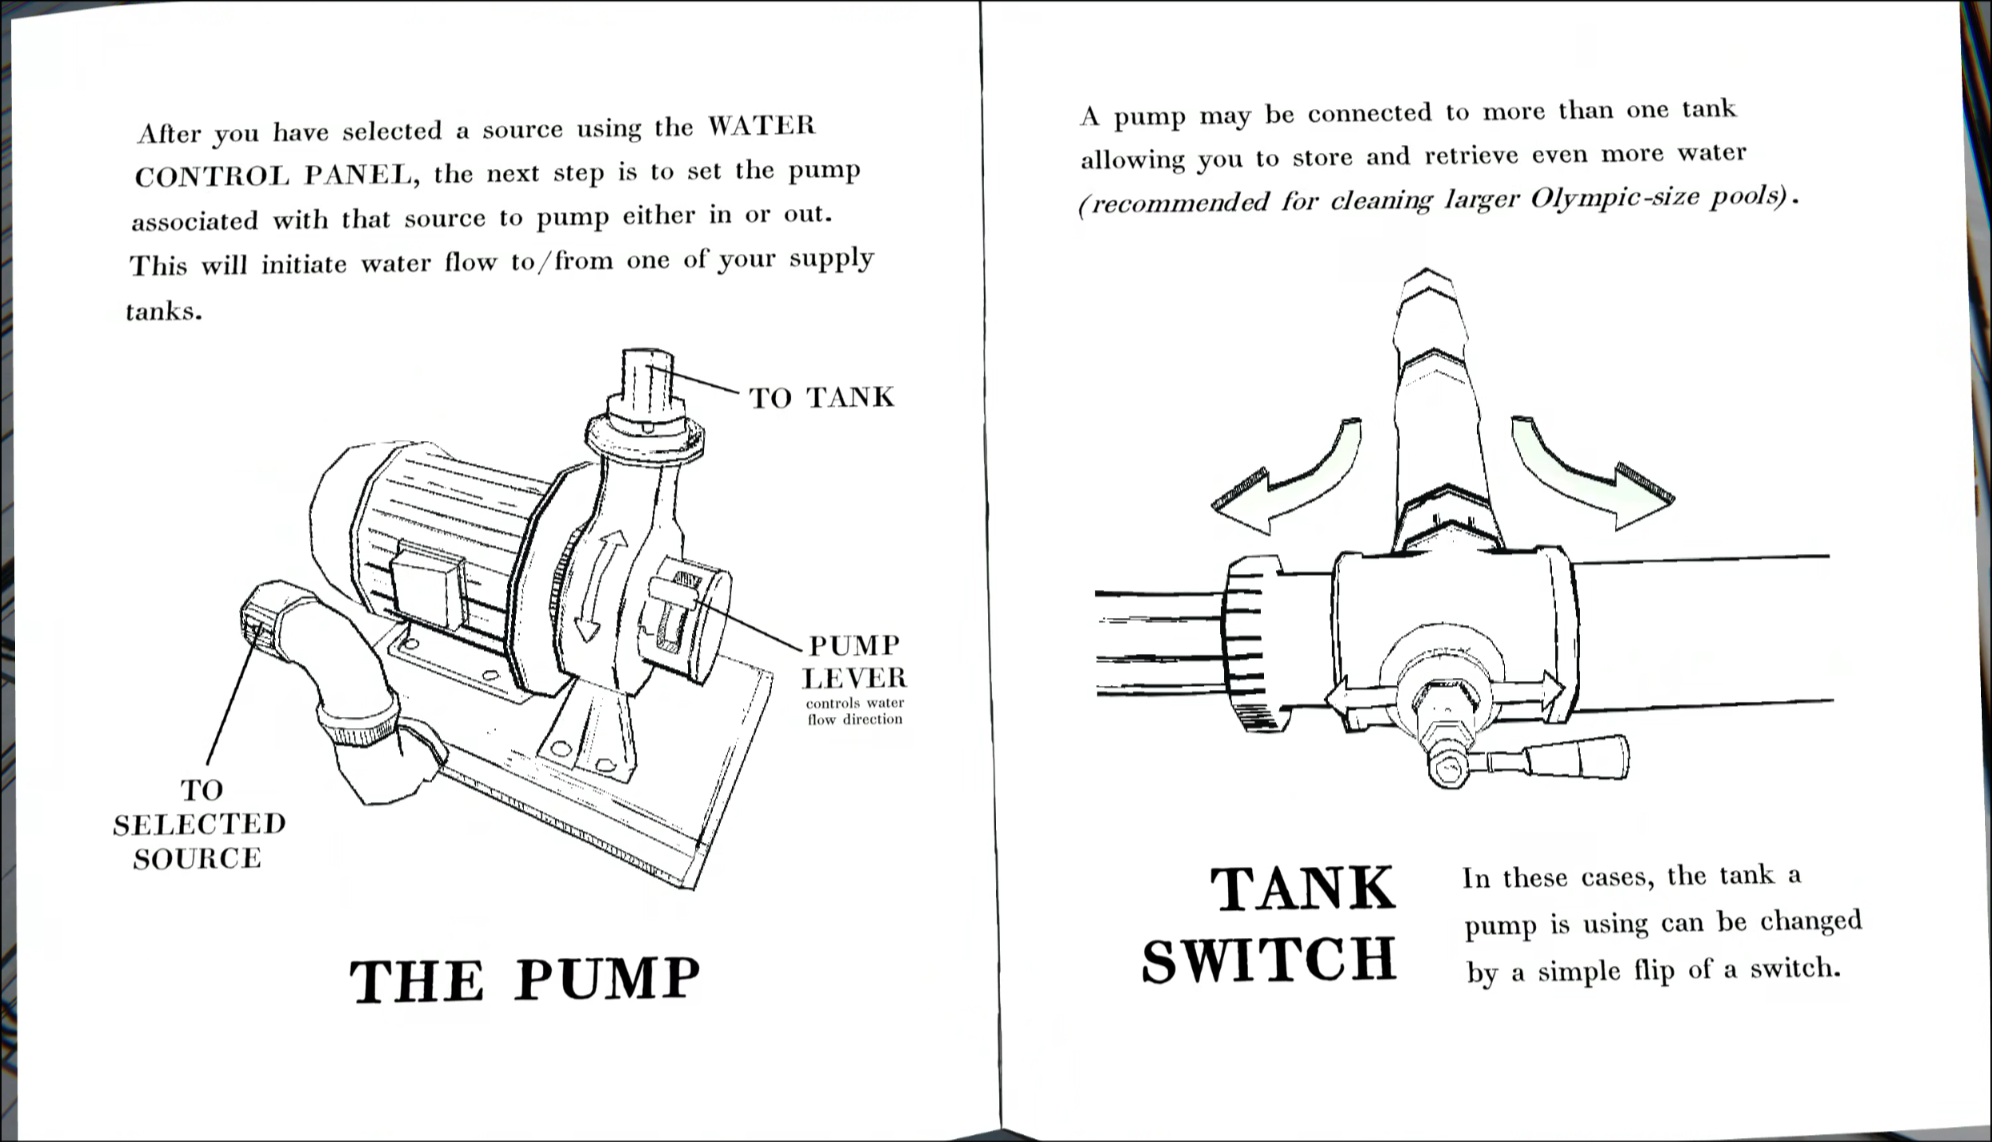 After you have selected a source using the WATER
CONTROL PANEL, the next step is to set the pump
associated with that source to pump either in or out.
This will initiate water flow to/from one of your supply
tanks.
TO TANK
PUMP
LEVER
controls water
flow direction
TO
SELECTED
SOURCE
THE PUMP
A pump may be connected to more than one tank
allowing you to store and retrieve even more water
(recommended for cleaning larger Olympic-size pools).
TANK
SWITCH
In these cases, the tank a
pump is using can be changed
by a simple flip of a switch.